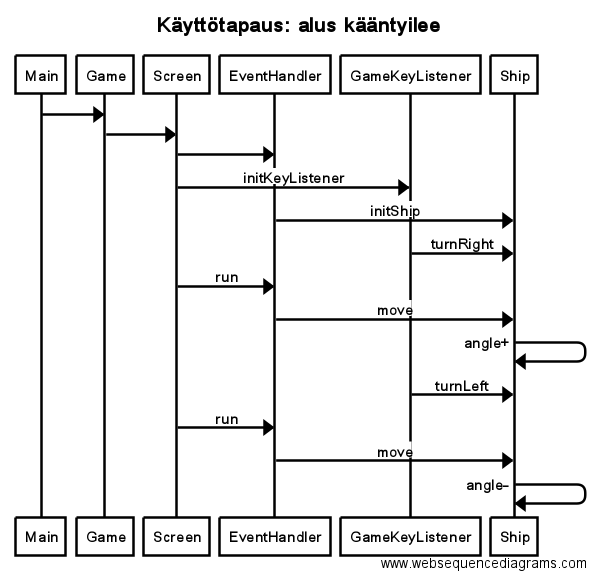 Käyttötapaus: alus kääntyilee
Main Game Screen EventHandler GameKeyListener Ship
initKeyListener
initShip
turnRight
run
move
angle+
turnLeft
run
move
angle-
Main Game Screen EventHandler GameKeyListener Ship
www.websequencediagrams.com